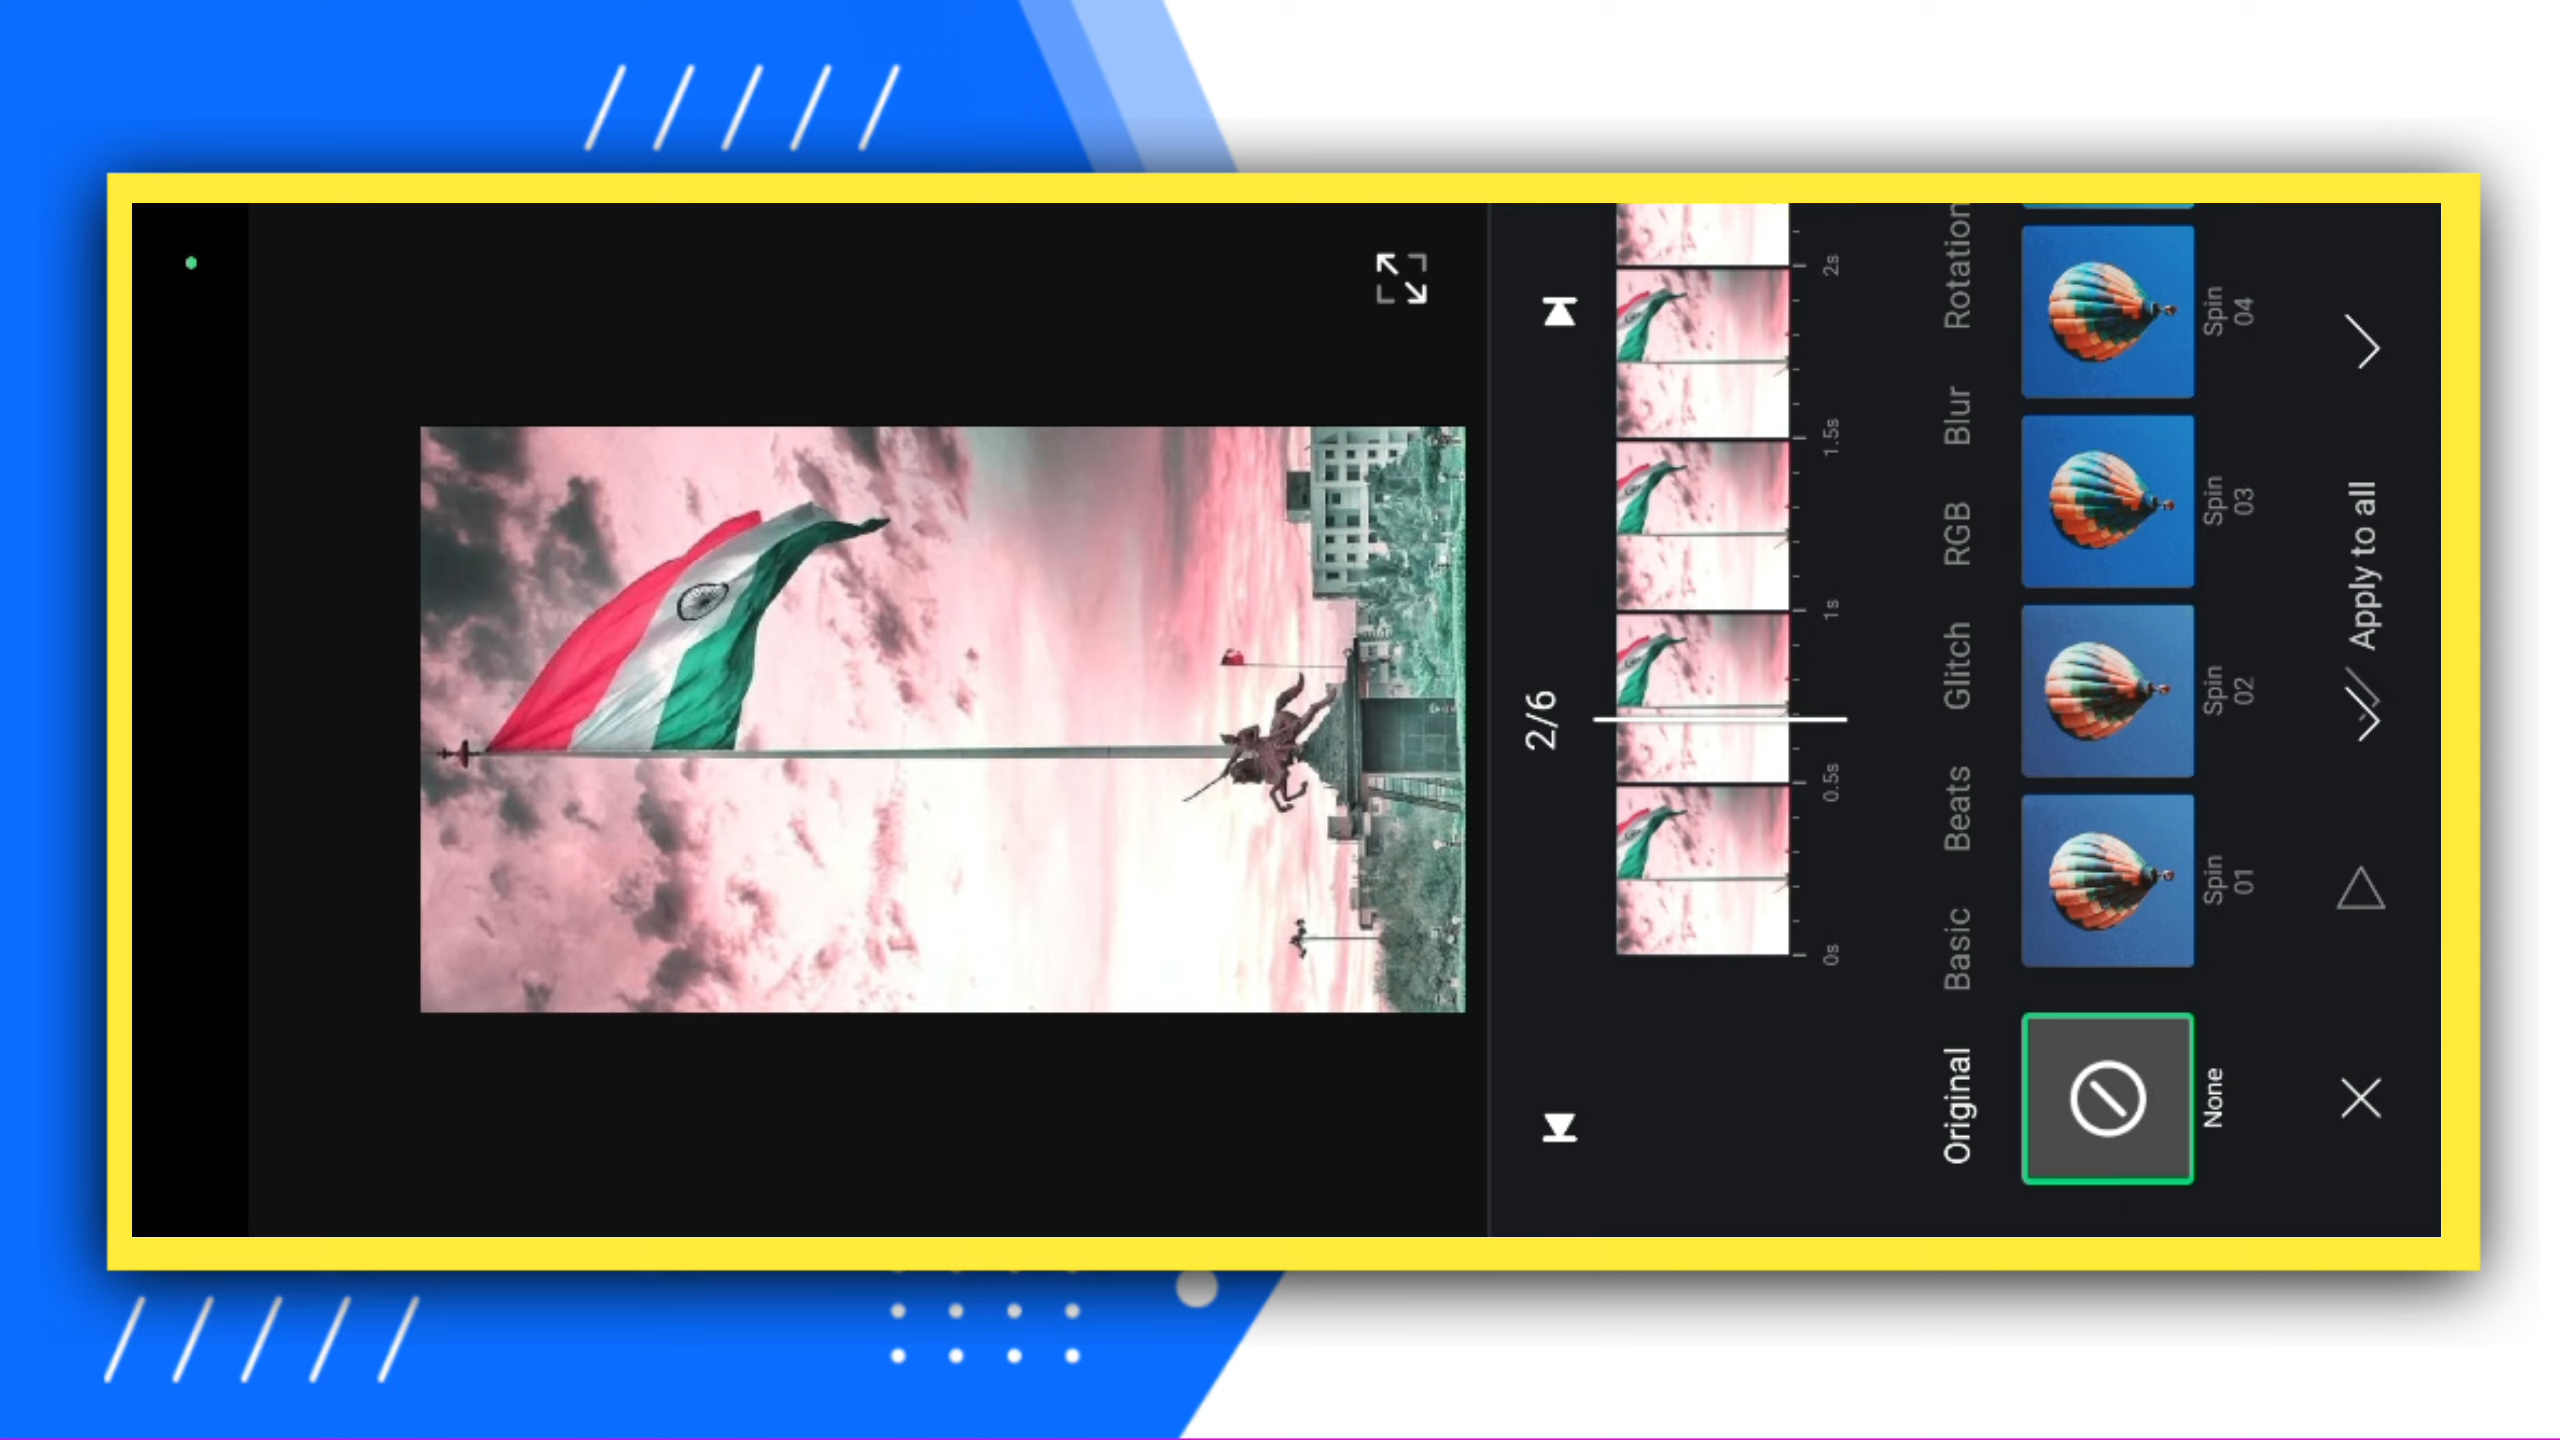 2/6
0s 0.5s 1s 1.5s 2s
Original Basic Beats Glitch RGB Blur Rotation
None
Spin 01
Spin 02
Spin 03
Spin 04
Apply to all